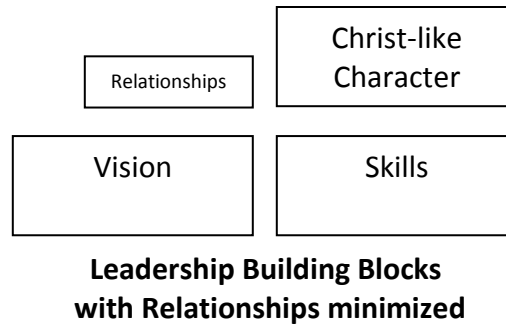 Relationships
Christ-like
Character
Vision
Skills
Leadership Building Blocks
with Relationships minimized